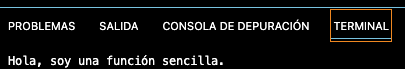 PROBLEMAS SALIDA CONSOLA DE DEPURACIÓN TERMINAL
Hola, soy una función sencilla.